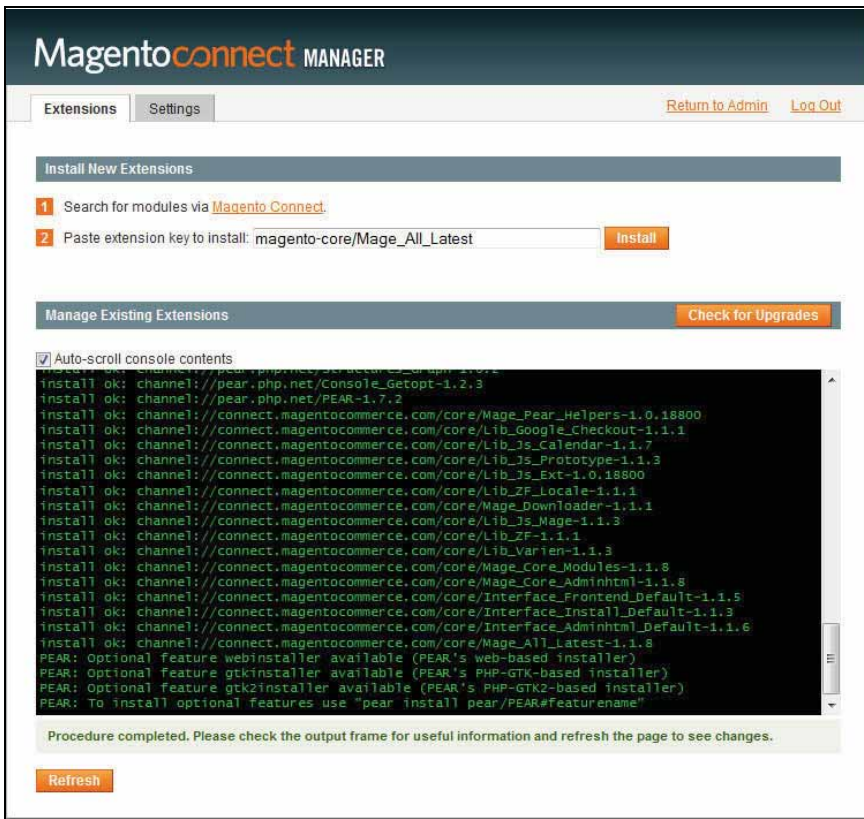 Magentoconnect MANAGER
Extensions Settings Return to Admin Log Out
Install New Extensions
1 Search for modules via Magento Connect.
2 Paste extension key to install: magento-core/Mage_All_Latest Install
Manage Existing Extensions Check for Upgrades
Auto-scroll console contents
install ok: channel://pear.php.net/Structures_Graph-1.0.2
install ok: channel://pear.php.net/Console_Getopt-1.2.3
install ok: channel://pear.php.net/PEAR-1.7.2
install ok: channel://connect.magentocommerce.com/core/Mage_Pear_Helpers-1.0.18800
install ok: channel://connect.magentocommerce.com/core/Lib_Google_Checkout-1.1.1
install ok: channel://connect.magentocommerce.com/core/Lib_Js_Calendar-1.1.7
install ok: channel://connect.magentocommerce.com/core/Lib_Js_Prototype-1.1.3
install ok: channel://connect.magentocommerce.com/core/Lib_Js_Ext-1.0.18800
install ok: channel://connect.magentocommerce.com/core/Lib_ZF_Locale-1.1.1
install ok: channel://connect.magentocommerce.com/core/Mage_Downloader-1.1.1
install ok: channel://connect.magentocommerce.com/core/Lib_Js_Mage-1.1.3
install ok: channel://connect.magentocommerce.com/core/Lib_ZF-1.1.1
install ok: channel://connect.magentocommerce.com/core/Lib_Varien-1.1.3
install ok: channel://connect.magentocommerce.com/core/Mage_Core_Modules-1.1.8
install ok: channel://connect.magentocommerce.com/core/Mage_Core_Adminhtml-1.1.8
install ok: channel://connect.magentocommerce.com/core/Interface_Frontend_Default-1.1.5
install ok: channel://connect.magentocommerce.com/core/Interface_Install_Default-1.1.3
install ok: channel://connect.magentocommerce.com/core/Interface_Adminhtml_Default-1.1.6
install ok: channel://connect.magentocommerce.com/core/Mage_All_Latest-1.1.8
PEAR: Optional feature webinstaller available (PEAR's web-based installer)
PEAR: Optional feature gtkinstaller available (PEAR's PHP-GTK-based installer)
PEAR: Optional feature gtk2installer available (PEAR's PHP-GTK2-based installer)
PEAR: To install optional features use "pear install pear/PEAR#featurename"
Procedure completed. Please check the output frame for useful information and refresh the page to see changes.
Refresh